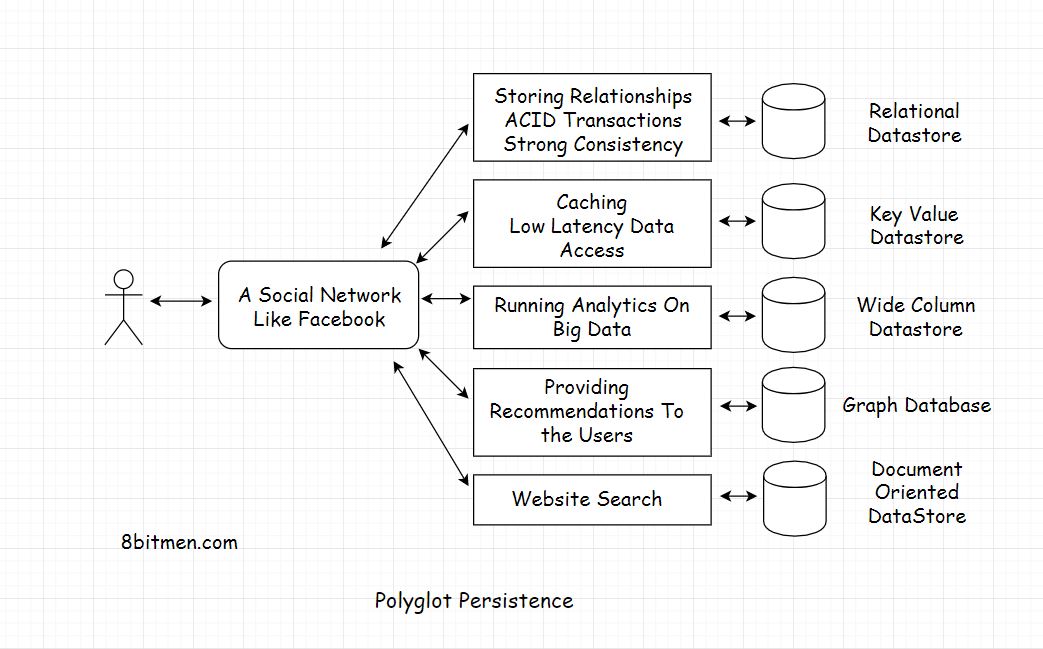 Storing Relationships
ACID Transactions
Strong Consistency
Relational
Datastore
Caching
Low Latency Data
Access
Key Value
Datastore
A Social Network
Like Facebook
Running Analytics On
Big Data
Wide Column
Datastore
Providing
Recommendations To
the Users
Graph Database
Website Search
Document
Oriented
DataStore
8bitmen.com
Polyglot Persistence